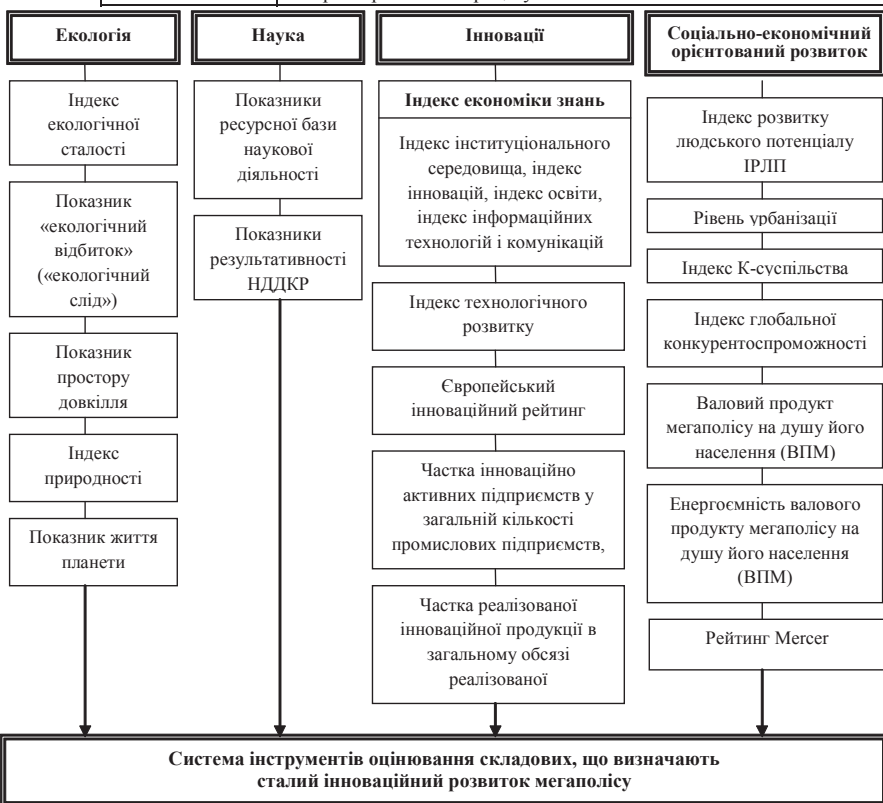 Екологія
Індекс
екологічної
сталості
Показник
«екологічний
відбиток»
(«екологічний
слід»)
Показник
простору
довкілля
Індекс
природності
Показник життя
планети
Наука
Показники
ресурсної бази
наукової
діяльності
Показники
результативності
НДДКР
Інновації
Індекс економіки знань
Індекс інституціонального
середовища, індекс
інновацій, індекс освіти,
індекс інформаційних
технологій і комунікацій
Індекс технологічного
розвитку
Європейський
інноваційний рейтинг
Частка інноваційно
активних підприємств у
загальній кількості
промислових підприємств,
Частка реалізованої
інноваційної продукції в
загальному обсязі
реалізованої
Соціально-економічний
орієнтований розвиток
Індекс розвитку
людського потенціалу
ІРЛП
Рівень урбанізації
Індекс К-суспільства
Індекс глобальної
конкурентоспроможності
Валовий продукт
мегаполісу на душу його
населення (ВПМ)
Енергоємність валового
продукту мегаполісу на
душу його населення
(ВПМ)
Рейтинг Mercer
Система інструментів оцінювання складових, що визначають
сталий інноваційний розвиток мегаполісу